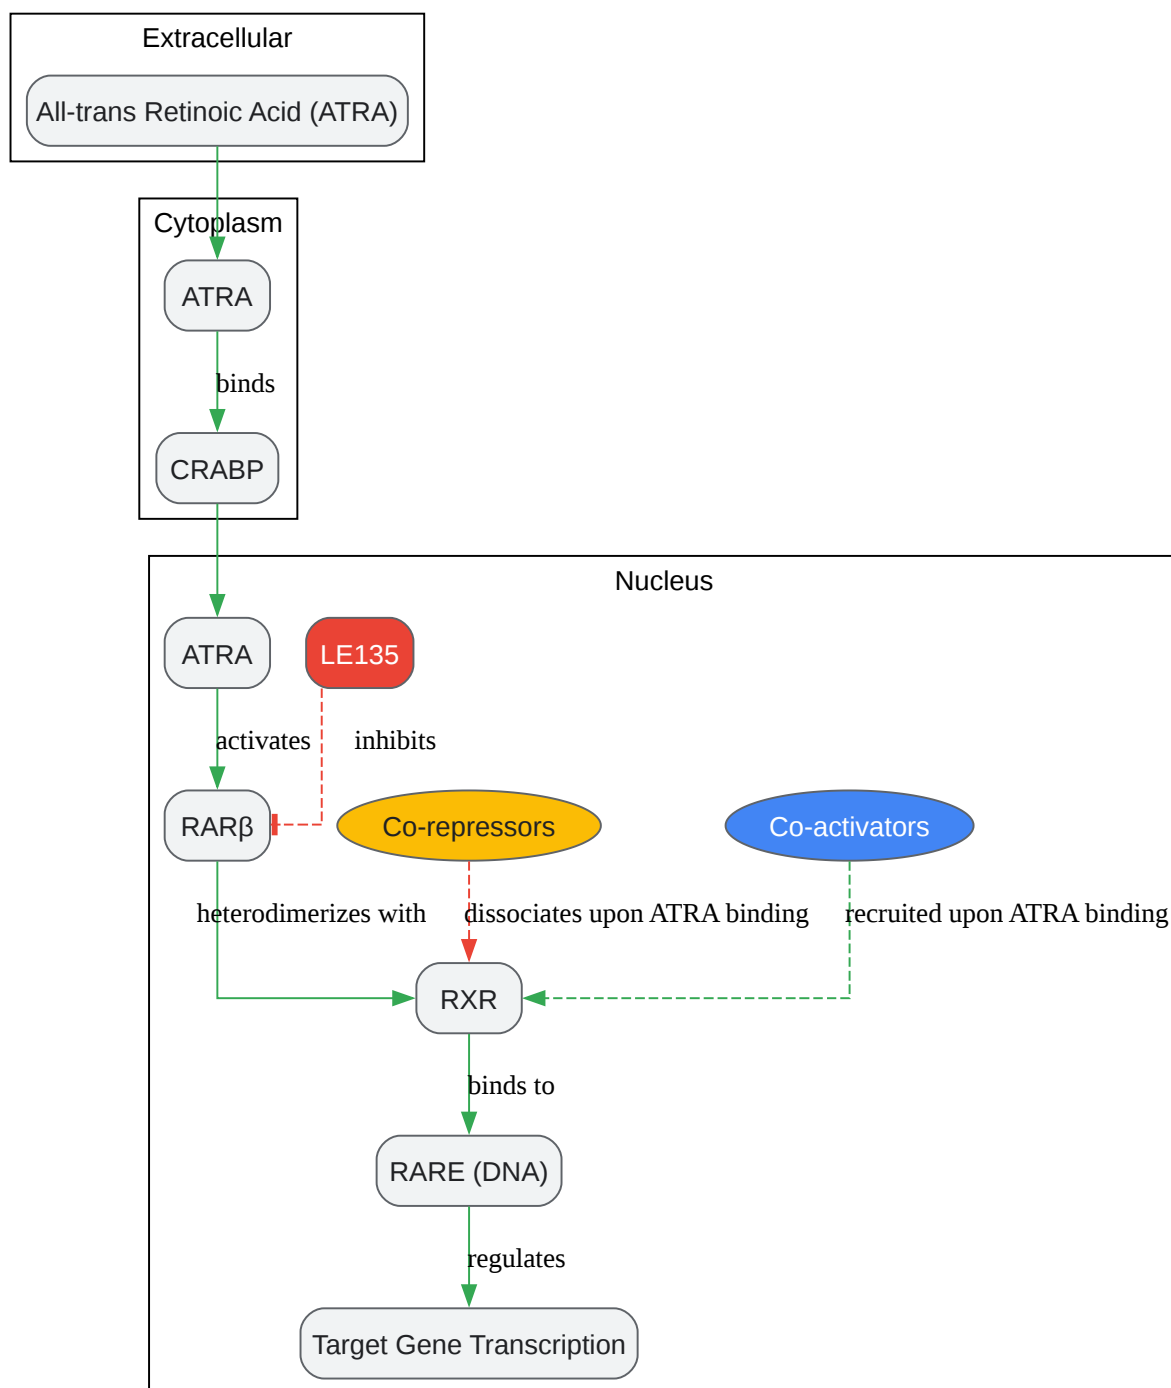 Extracellular
All-trans Retinoic Acid (ATRA)
Cytoplasm
ATRA
binds
CRABP
Nucleus
ATRA
LE135
activates
inhibits
RARβ
Co-repressors
Co-activators
heterodimerizes with
dissociates upon ATRA binding
recruited upon ATRA binding
RXR
binds to
RARE (DNA)
regulates
Target Gene Transcription